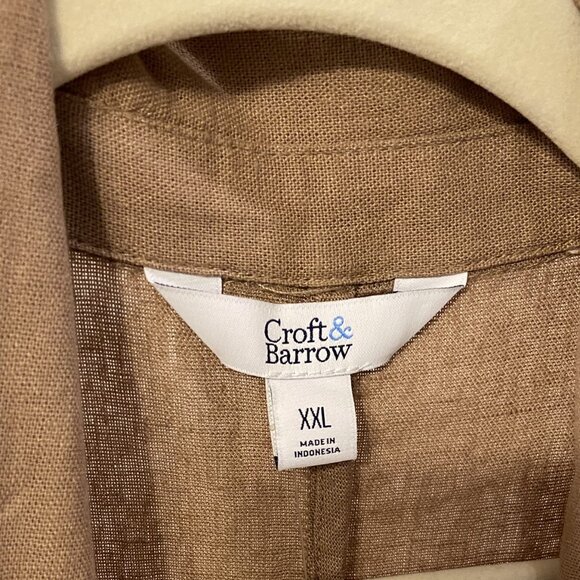 Croft&
Barrow
XXL
MADE IN
INDONESIA